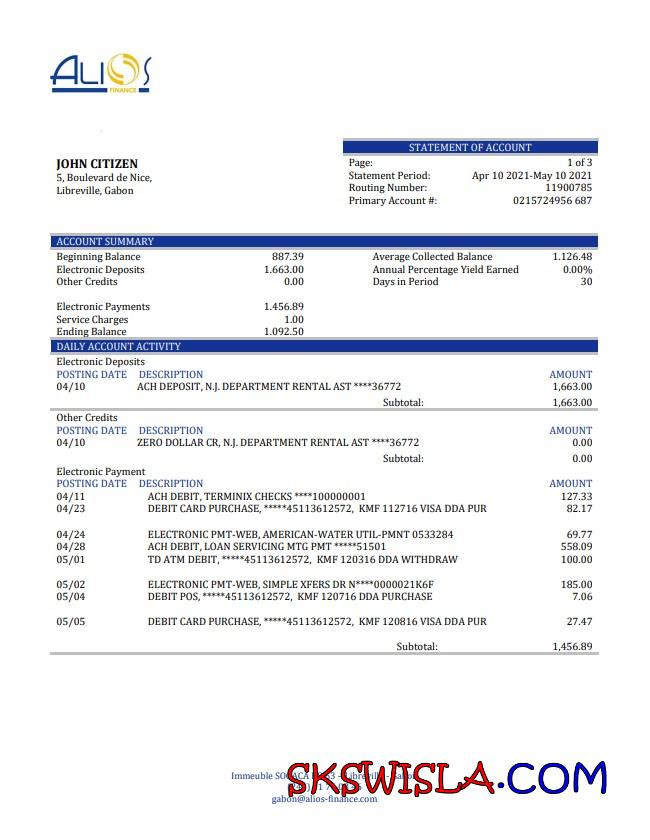 ALIOS
FINANCE
STATEMENT OF ACCOUNT
JOHN CITIZEN
5, Boulevard de Nice,
Libreville, Gabon
Page: 1 of 3
Statement Period: Apr 10 2021-May 10 2021
Routing Number: 11900785
Primary Account #: 0215724956 687
ACCOUNT SUMMARY
Beginning Balance 887.39 Average Collected Balance 1.126.48
Electronic Deposits 1.663.00 Annual Percentage Yield Earned 0.00%
Other Credits 0.00 Days in Period 30
Electronic Payments 1.456.89
Service Charges 1.00
Ending Balance 1.092.50
DAILY ACCOUNT ACTIVITY
Electronic Deposits
POSTING DATE DESCRIPTION AMOUNT
04/10 ACH DEPOSIT, N.J. DEPARTMENT RENTAL AST ****36772 1,663.00
Subtotal: 1,663.00
Other Credits
POSTING DATE DESCRIPTION AMOUNT
04/10 ZERO DOLLAR CR, N.J. DEPARTMENT RENTAL AST ****36772 0.00
Subtotal: 0.00
Electronic Payment
POSTING DATE DESCRIPTION AMOUNT
04/11 ACH DEBIT, TERMINIX CHECKS ****100000001 127.33
04/23 DEBIT CARD PURCHASE, *****45113612572, KMF 112716 VISA DDA PUR 82.17
04/24 ELECTRONIC PMT-WEB, AMERICAN-WATER UTIL-PMNT 0533284 69.77
04/28 ACH DEBIT, LOAN SERVICING MTG PMT *****51501 558.09
05/01 TD ATM DEBIT, *****45113612572, KMF 120316 DDA WITHDRAW 100.00
05/02 ELECTRONIC PMT-WEB, SIMPLE XFERS DR N****0000021K6F 185.00
05/04 DEBIT POS, *****45113612572, KMF 120716 DDA PURCHASE 7.06
05/05 DEBIT CARD PURCHASE, *****45113612572, KMF 120816 VISA DDA PUR 27.47
Subtotal: 1,456.89
Immeuble
SKSWISLA.COM
gabon@alios-finance.com